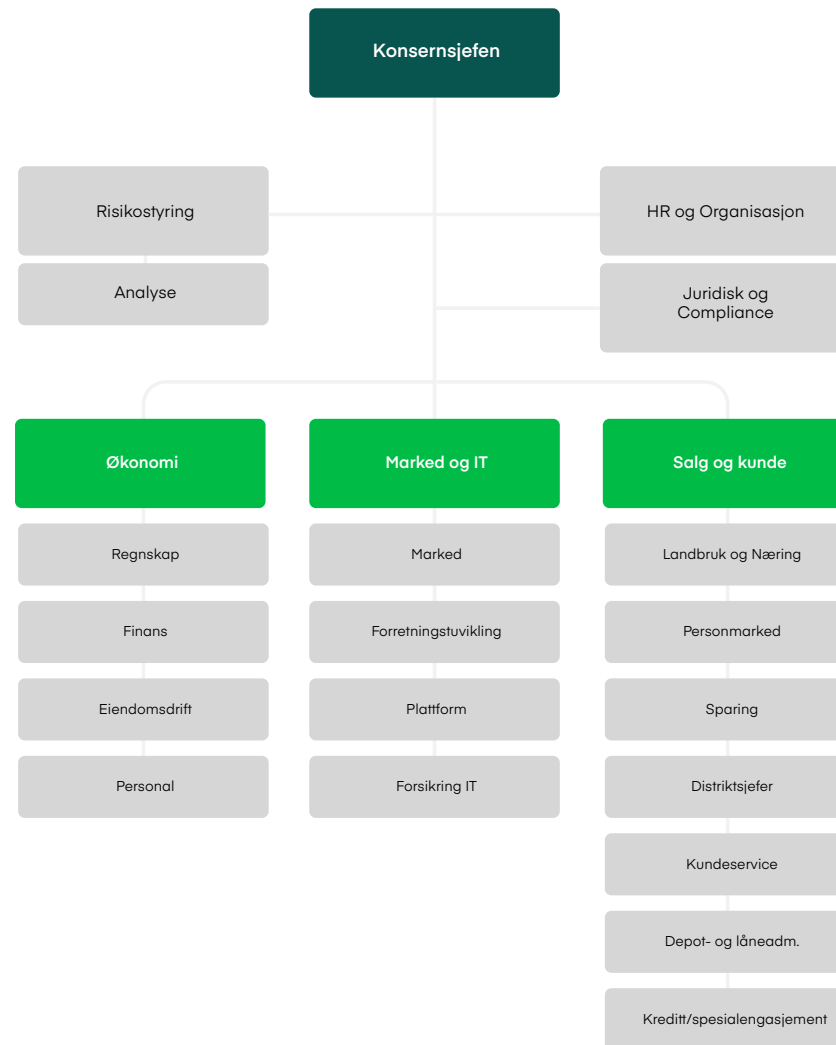 Konsernsjefen
Risikostyring
HR og Organisasjon
Analyse
Juridisk og
Compliance
Økonomi
Marked og IT
Salg og kunde
Regnskap
Marked
Landbruk og Næring
Finans
Forretningstuvikling
Personmarked
Eiendomsdrift
Plattform
Sparing
Personal
Forsikring IT
Distriktsjefer
Kundeservice
Depot- og låneadm.
Kreditt/spesialengasjement